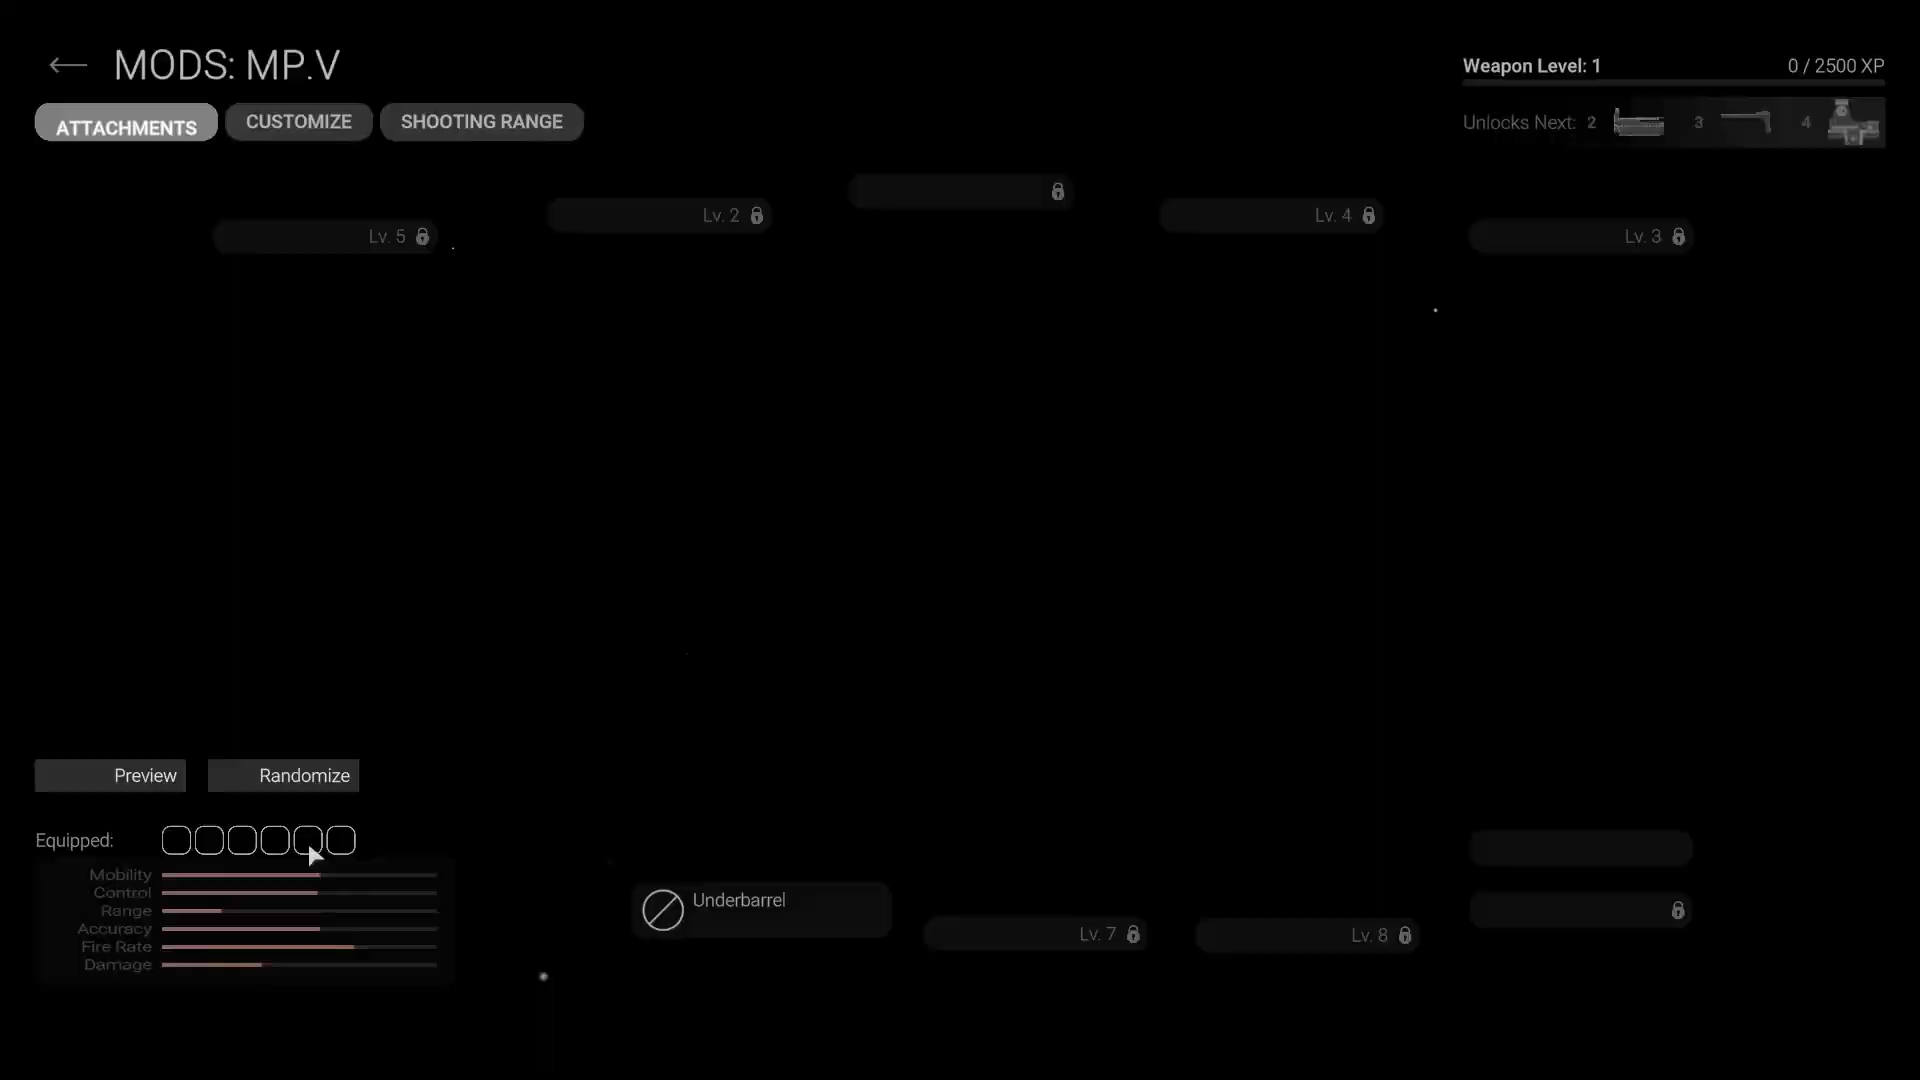 MODS: MP.V
Weapon Level: 1
0 / 2500 XP
ATTACHMENTS
CUSTOMIZE
SHOOTING RANGE
Unlocks Next: 2 3 4
Lv. 5
Lv. 2
Lv. 4
Lv. 3
Preview
Randomize
Equipped:
Mobility
Control
Range
Accuracy
Fire Rate
Damage
Underbarrel
Lv. 7
Lv. 8